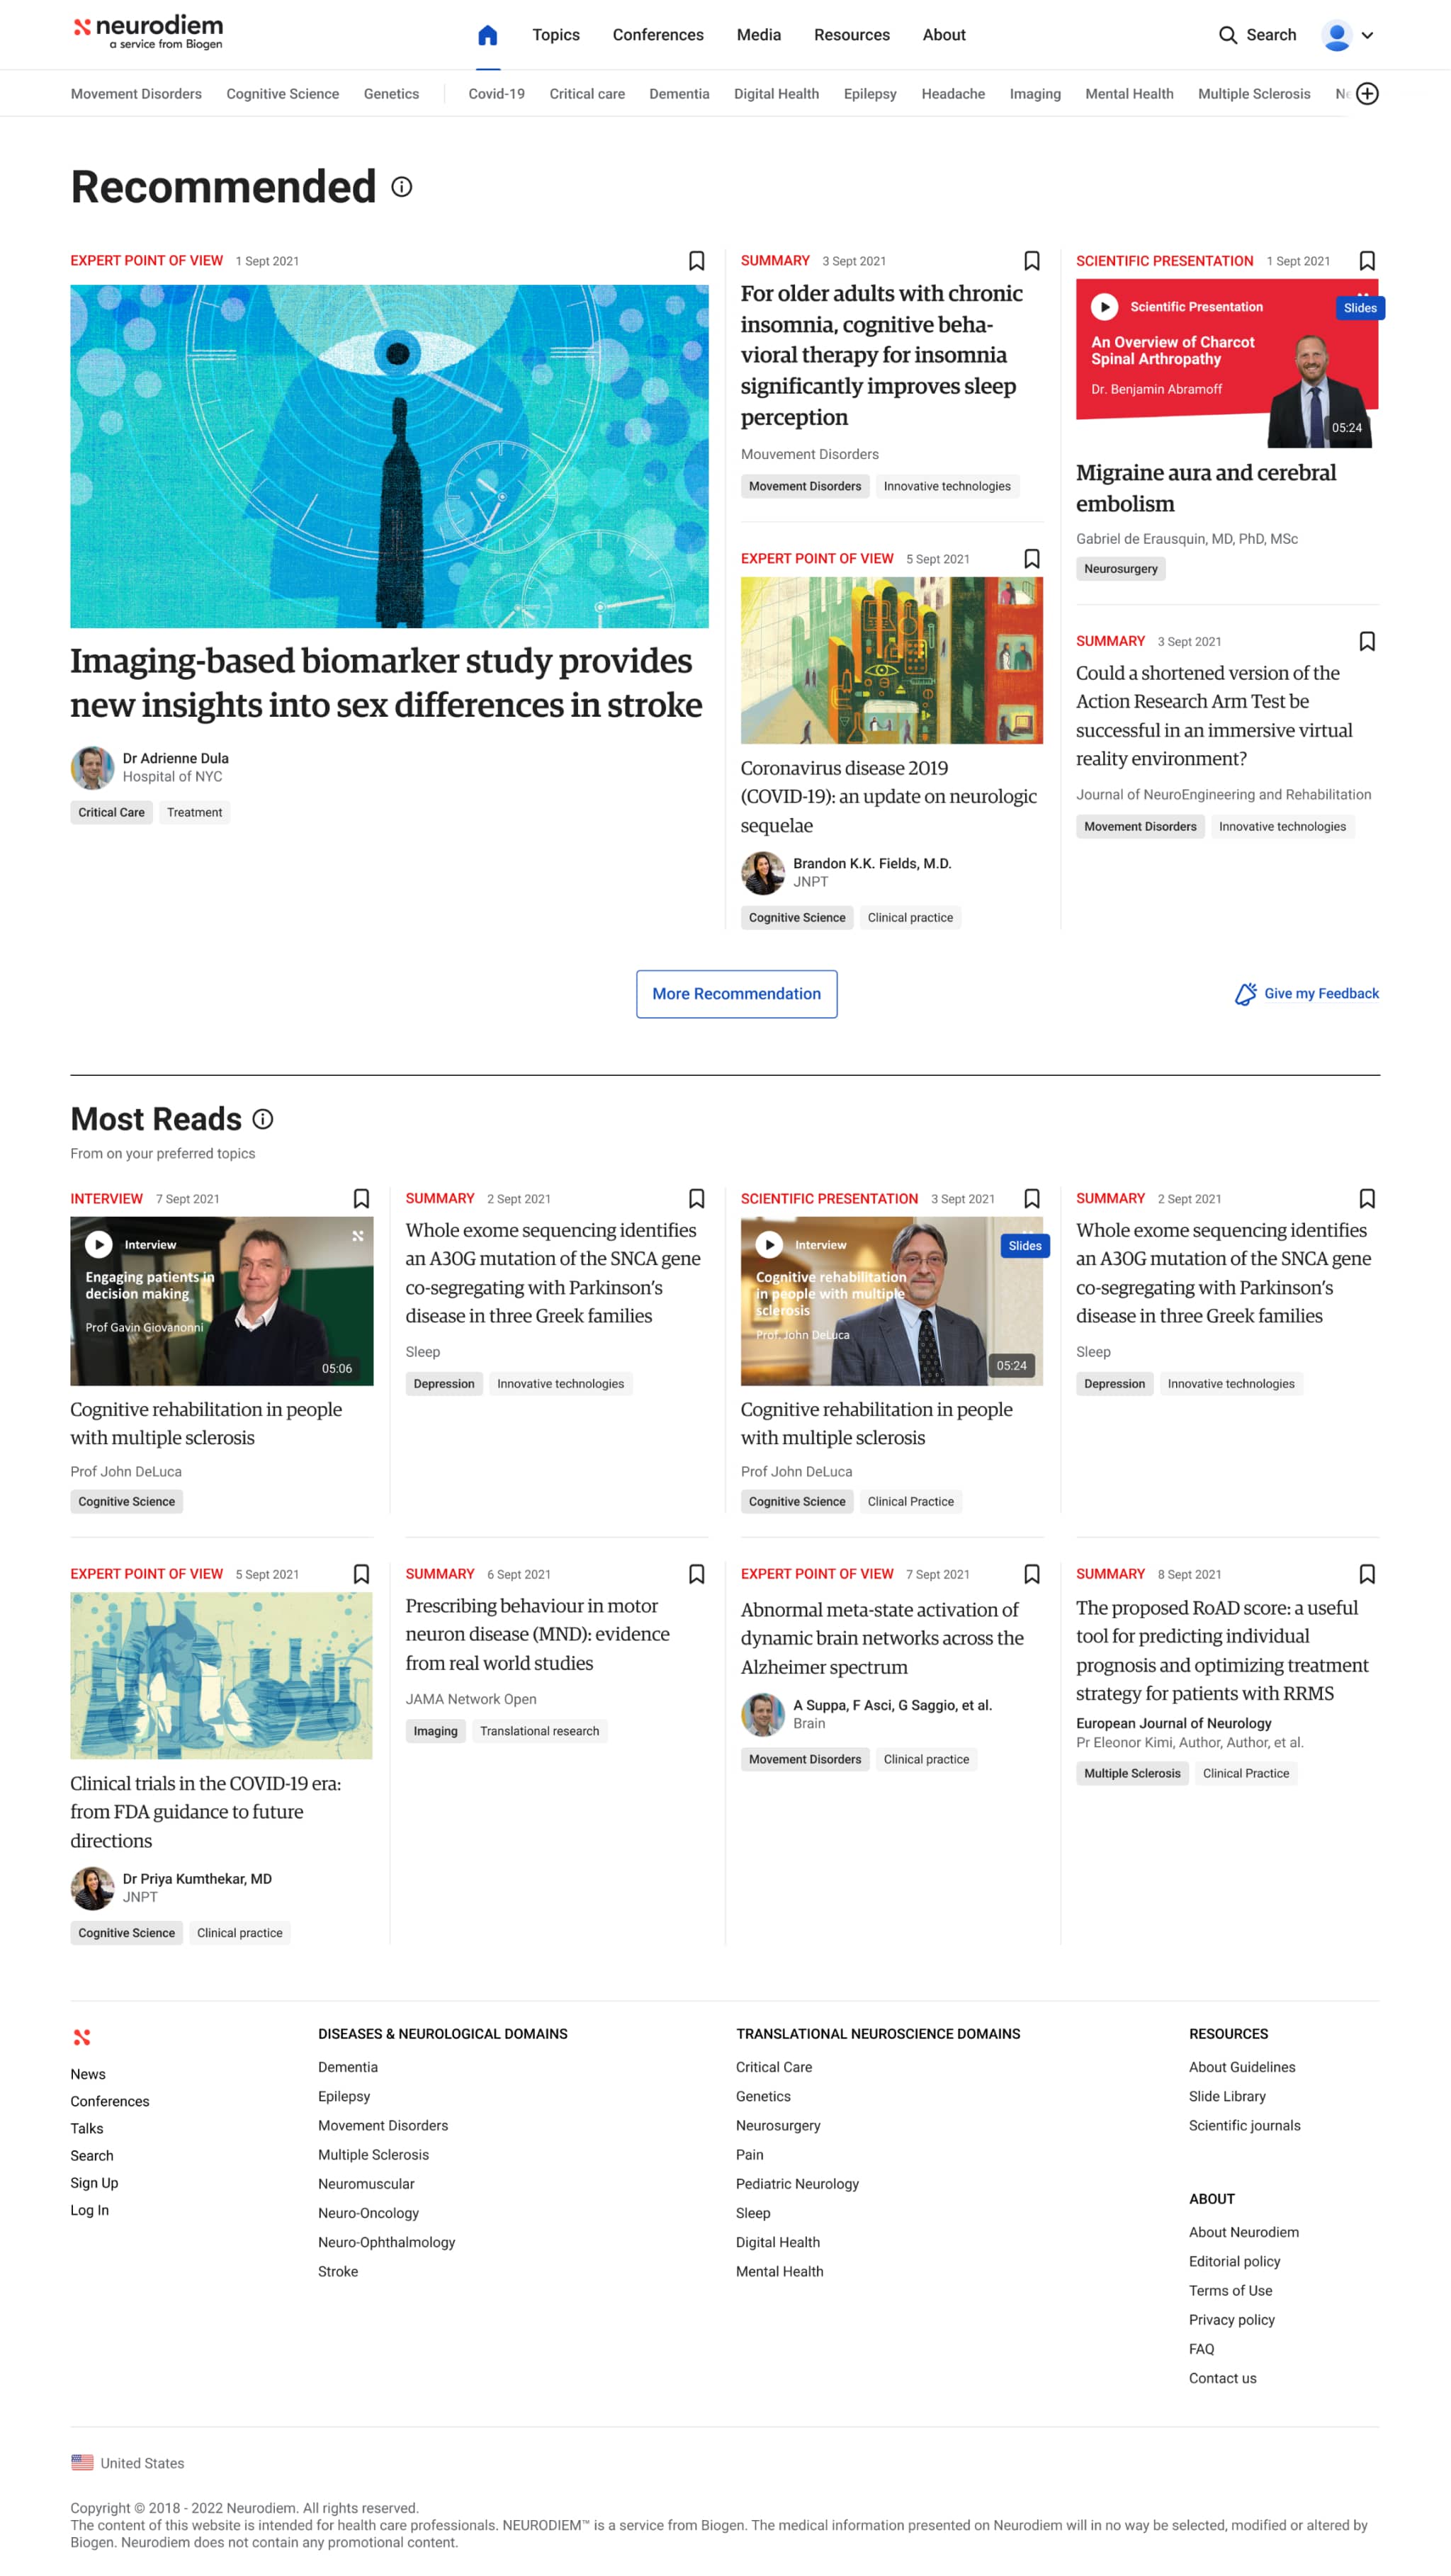 neurodiem
a service from Biogen
Topics
Conferences
Media
Resources
About
Search
Movement Disorders
Cognitive Science
Genetics
Covid-19
Critical care
Dementia
Digital Health
Epilepsy
Headache
Imaging
Mental Health
Multiple Sclerosis
Recommended
EXPERT POINT OF VIEW 1 Sept 2021
Imaging-based biomarker study provides
new insights into sex differences in stroke
Dr Adrienne Dula
Hospital of NYC
Critical Care Treatment
SUMMARY 3 Sept 2021
For older adults with chronic
insomnia, cognitive beha-
vioral therapy for insomnia
significantly improves sleep
perception
Mouvement Disorders
Movement Disorders Innovative technologies
EXPERT POINT OF VIEW 5 Sept 2021
Coronavirus disease 2019
(COVID-19): an update on neurologic
sequelae
Brandon K.K. Fields, M.D.
JNPT
Cognitive Science Clinical practice
SCIENTIFIC PRESENTATION 1 Sept 2021
Scientific Presentation
Slides
An Overview of Charcot
Spinal Arthropathy
Dr. Benjamin Abramoff
05:24
Migraine aura and cerebral
embolism
Gabriel de Erausquin, MD, PhD, MSc
Neurosurgery
SUMMARY 3 Sept 2021
Could a shortened version of the
Action Research Arm Test be
successful in an immersive virtual
reality environment?
Journal of NeuroEngineering and Rehabilitation
Movement Disorders Innovative technologies
More Recommendation
Give my Feedback
Most Reads
From on your preferred topics
INTERVIEW 7 Sept 2021
Interview
Engaging patients in
decision making
Prof Gavin Giovanonni
05:06
Cognitive rehabilitation in people
with multiple sclerosis
Prof John DeLuca
Cognitive Science
SUMMARY 2 Sept 2021
Whole exome sequencing identifies
an A30G mutation of the SNCA gene
co-segregating with Parkinson's
disease in three Greek families
Sleep
Depression Innovative technologies
SCIENTIFIC PRESENTATION 3 Sept 2021
Interview
Slides
Cognitive rehabilitation
in people with multiple
sclerosis
Prof. John DeLuca
05:24
Cognitive rehabilitation in people
with multiple sclerosis
Prof John DeLuca
Cognitive Science Clinical Practice
SUMMARY 2 Sept 2021
Whole exome sequencing identifies
an A30G mutation of the SNCA gene
co-segregating with Parkinson's
disease in three Greek families
Sleep
Depression Innovative technologies
EXPERT POINT OF VIEW 5 Sept 2021
Clinical trials in the COVID-19 era:
from FDA guidance to future
directions
Dr Priya Kumthekar, MD
JNPT
Cognitive Science Clinical practice
SUMMARY 6 Sept 2021
Prescribing behaviour in motor
neuron disease (MND): evidence
from real world studies
JAMA Network Open
Imaging Translational research
EXPERT POINT OF VIEW 7 Sept 2021
Abnormal meta-state activation of
dynamic brain networks across the
Alzheimer spectrum
A Suppa, F Asci, G Saggio, et al.
Brain
Movement Disorders Clinical practice
SUMMARY 8 Sept 2021
The proposed RoAD score: a useful
tool for predicting individual
prognosis and optimizing treatment
strategy for patients with RRMS
European Journal of Neurology
Pr Eleonor Kimi, Author, Author, et al.
Multiple Sclerosis Clinical Practice
News
Conferences
Talks
Search
Sign Up
Log In
DISEASES & NEUROLOGICAL DOMAINS
Dementia
Epilepsy
Movement Disorders
Multiple Sclerosis
Neuromuscular
Neuro-Oncology
Neuro-Ophthalmology
Stroke
TRANSLATIONAL NEUROSCIENCE DOMAINS
Critical Care
Genetics
Neurosurgery
Pain
Pediatric Neurology
Sleep
Digital Health
Mental Health
RESOURCES
About Guidelines
Slide Library
Scientific journals
ABOUT
About Neurodiem
Editorial policy
Terms of Use
Privacy policy
FAQ
Contact us
United States
Copyright © 2018 - 2022 Neurodiem. All rights reserved.
The content of this website is intended for health care professionals. NEURODIEM™ is a service from Biogen. The medical information presented on Neurodiem will in no way be selected, modified or altered by
Biogen. Neurodiem does not contain any promotional content.